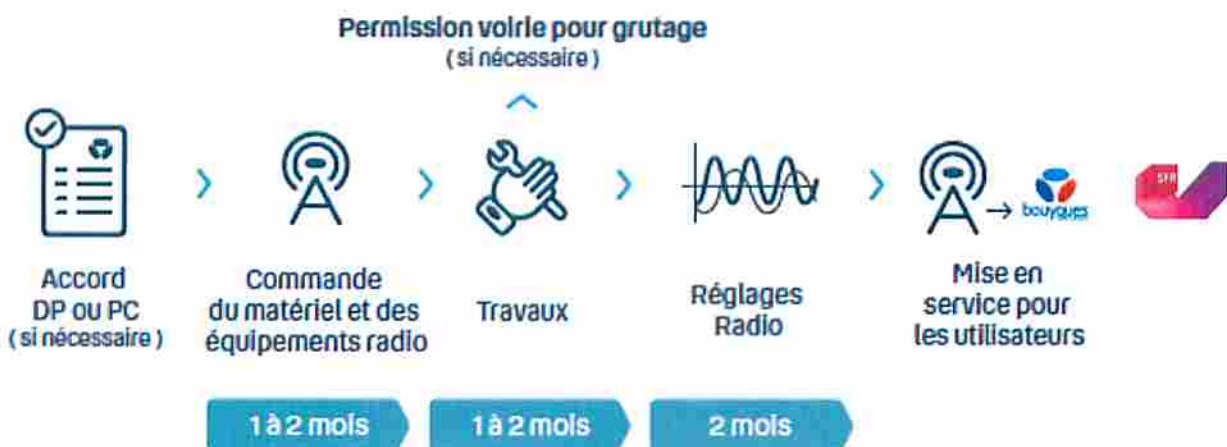 Permission voirie pour grutage
( si nécessaire )
Accord
DP ou PC
( si nécessaire )
Commande
du matériel et des
équipements radio
Travaux
Réglages
Radio
bouygues
SFR
Mise en
service pour
les utilisateurs
1 à 2 mois
1 à 2 mois
2 mois